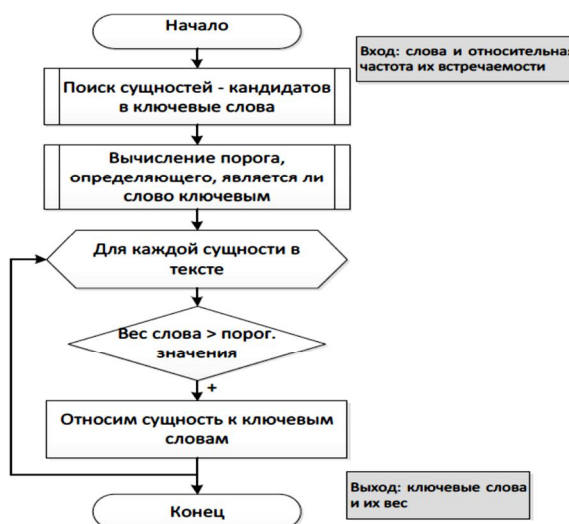 Начало
Вход: слова и относительная
частота их встречаемости
Поиск сущностей - кандидатов
в ключевые слова
Вычисление порога,
определяющего, является ли
слово ключевым
Для каждой сущности в
тексте
Вес слова > порог.
значения
+
Относим сущность к ключевым
словам
Выход: ключевые слова
и их вес
Конец